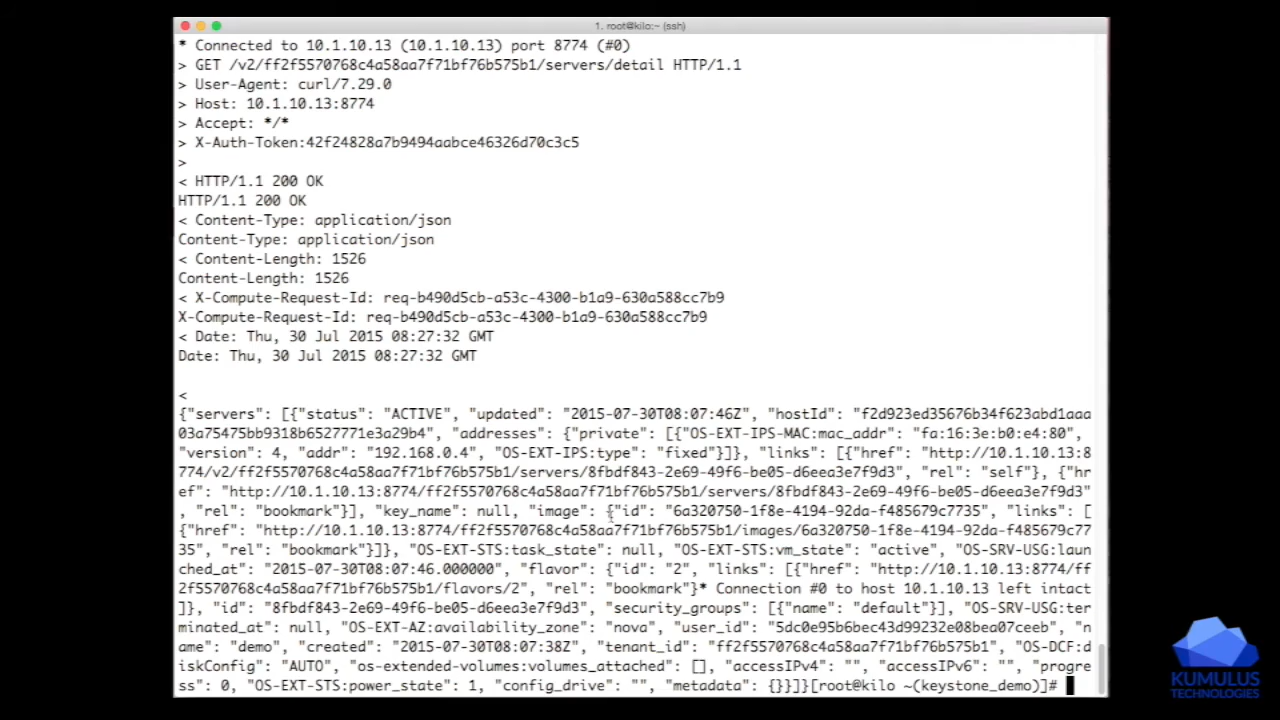 1. root@kilo:~ (ssh)
* Connected to 10.1.10.13 (10.1.10.13) port 8774 (#0)
> GET /v2/ff2f5570768c4a58aa7f71bf76b575b1/servers/detail HTTP/1.1
> User-Agent: curl/7.29.0
> Host: 10.1.10.13:8774
> Accept: */*
> X-Auth-Token:42f24828a7b9494aabce46326d70c3c5
>
< HTTP/1.1 200 OK
HTTP/1.1 200 OK
< Content-Type: application/json
Content-Type: application/json
< Content-Length: 1526
Content-Length: 1526
< X-Compute-Request-Id: req-b490d5cb-a53c-4300-b1a9-630a588cc7b9
X-Compute-Request-Id: req-b490d5cb-a53c-4300-b1a9-630a588cc7b9
< Date: Thu, 30 Jul 2015 08:27:32 GMT
Date: Thu, 30 Jul 2015 08:27:32 GMT
<
{"servers": [{"status": "ACTIVE", "updated": "2015-07-30T08:07:46Z", "hostId": "f2d923ed35676b34f623abd1aaa
03a75475bb9318b6527771e3a29b4", "addresses": {"private": [{"OS-EXT-IPS-MAC:mac_addr": "fa:16:3e:b0:e4:80",
"version": 4, "addr": "192.168.0.4", "OS-EXT-IPS:type": "fixed"}]}, "links": [{"href": "http://10.1.10.13:8
774/v2/ff2f5570768c4a58aa7f71bf76b575b1/servers/8fbdf843-2e69-49f6-be05-d6eea3e7f9d3", "rel": "self"}, {"hr
ef": "http://10.1.10.13:8774/ff2f5570768c4a58aa7f71bf76b575b1/servers/8fbdf843-2e69-49f6-be05-d6eea3e7f9d3"
, "rel": "bookmark"}], "key_name": null, "image": {"id": "6a320750-1f8e-4194-92da-f485679c7735", "links": [
{"href": "http://10.1.10.13:8774/ff2f5570768c4a58aa7f71bf76b575b1/images/6a320750-1f8e-4194-92da-f485679c77
35", "rel": "bookmark"}]}, "OS-EXT-STS:task_state": null, "OS-EXT-STS:vm_state": "active", "OS-SRV-USG:laun
ched_at": "2015-07-30T08:07:46.000000", "flavor": {"id": "2", "links": [{"href": "http://10.1.10.13:8774/ff
2f5570768c4a58aa7f71bf76b575b1/flavors/2", "rel": "bookmark"}* Connection #0 to host 10.1.10.13 left intact
]}, "id": "8fbdf843-2e69-49f6-be05-d6eea3e7f9d3", "security_groups": [{"name": "default"}], "OS-SRV-USG:ter
minated_at": null, "OS-EXT-AZ:availability_zone": "nova", "user_id": "5dc0e95b6bec43d99232e08bea07ceeb", "n
ame": "demo", "created": "2015-07-30T08:07:38Z", "tenant_id": "ff2f5570768c4a58aa7f71bf76b575b1", "OS-DCF:d
iskConfig": "AUTO", "os-extended-volumes:volumes_attached": [], "accessIPv4": "", "accessIPv6": "", "progre
ss": 0, "OS-EXT-STS:power_state": 1, "config_drive": "", "metadata": {}}]}[root@kilo ~(keystone_demo)]#
KUMULUS
TECHNOLOGIES